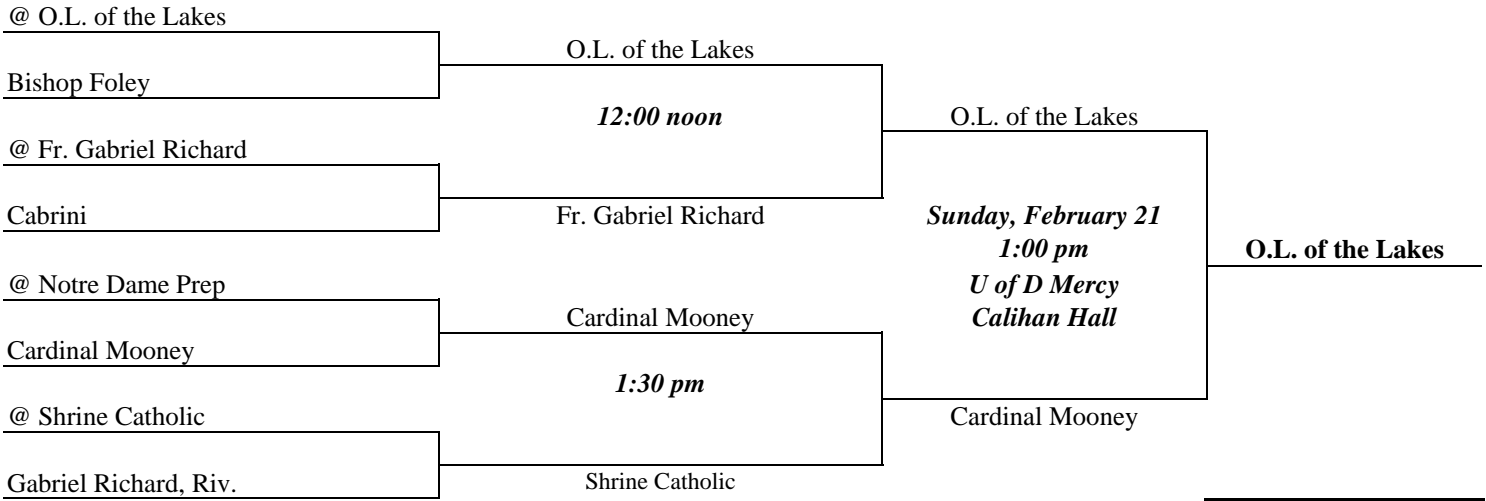 @ O.L. of the Lakes
O.L. of the Lakes
Bishop Foley
12:00 noon
O.L. of the Lakes
@ Fr. Gabriel Richard
Cabrini
Fr. Gabriel Richard
Sunday, February 21
1:00 pm
O.L. of the Lakes
@ Notre Dame Prep
U of D Mercy
Cardinal Mooney
Calihan Hall
Cardinal Mooney
1:30 pm
@ Shrine Catholic
Cardinal Mooney
Gabriel Richard, Riv.
Shrine Catholic